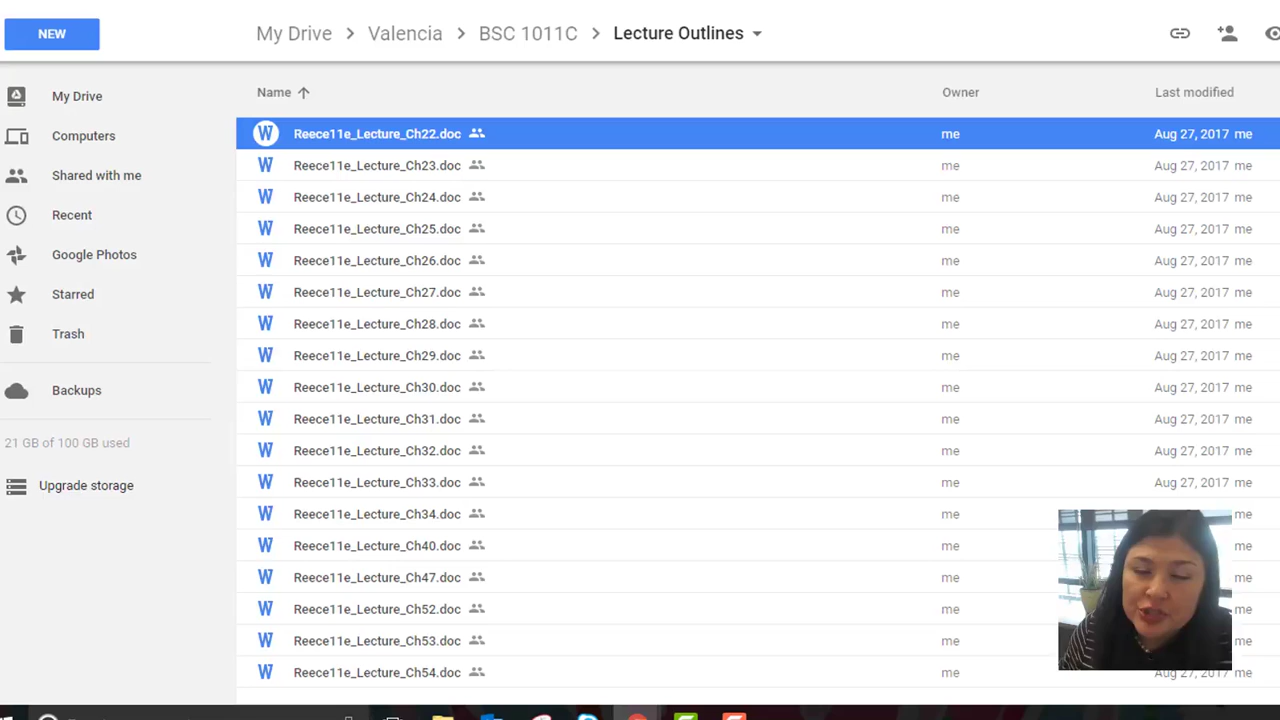 NEW
My Drive Valencia BSC 1011C Lecture Outlines
My Drive
Computers
Shared with me
Recent
Google Photos
Starred
Trash
Backups
21 GB of 100 GB used
Upgrade storage
Name Owner Last modified
W Reece11e_Lecture_Ch22.doc me Aug 27, 2017 me
W Reece11e_Lecture_Ch23.doc me Aug 27, 2017 me
W Reece11e_Lecture_Ch24.doc me Aug 27, 2017 me
W Reece11e_Lecture_Ch25.doc me Aug 27, 2017 me
W Reece11e_Lecture_Ch26.doc me Aug 27, 2017 me
W Reece11e_Lecture_Ch27.doc me Aug 27, 2017 me
W Reece11e_Lecture_Ch28.doc me Aug 27, 2017 me
W Reece11e_Lecture_Ch29.doc me Aug 27, 2017 me
W Reece11e_Lecture_Ch30.doc me Aug 27, 2017 me
W Reece11e_Lecture_Ch31.doc me Aug 27, 2017 me
W Reece11e_Lecture_Ch32.doc me Aug 27, 2017 me
W Reece11e_Lecture_Ch33.doc me Aug 27, 2017 me
W Reece11e_Lecture_Ch34.doc me me
W Reece11e_Lecture_Ch40.doc me me
W Reece11e_Lecture_Ch47.doc me me
W Reece11e_Lecture_Ch52.doc me me
W Reece11e_Lecture_Ch53.doc me me
W Reece11e_Lecture_Ch54.doc me Aug 27, 2017 me